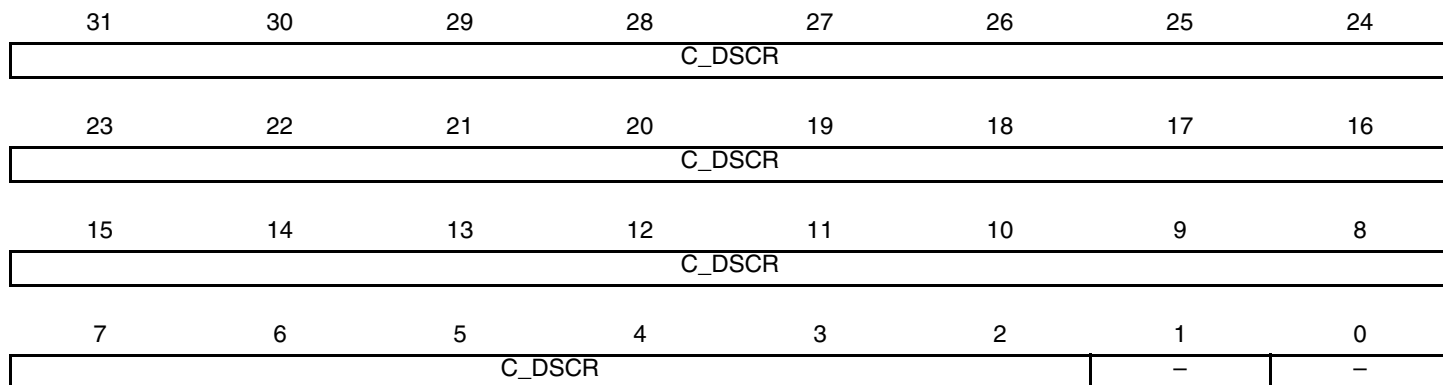 31 30 29 28 27 26 25 24
C_DSCR
23 22 21 20 19 18 17 16
C_DSCR
15 14 13 12 11 10 9 8
C_DSCR
7 6 5 4 3 2 1 0
C_DSCR – –